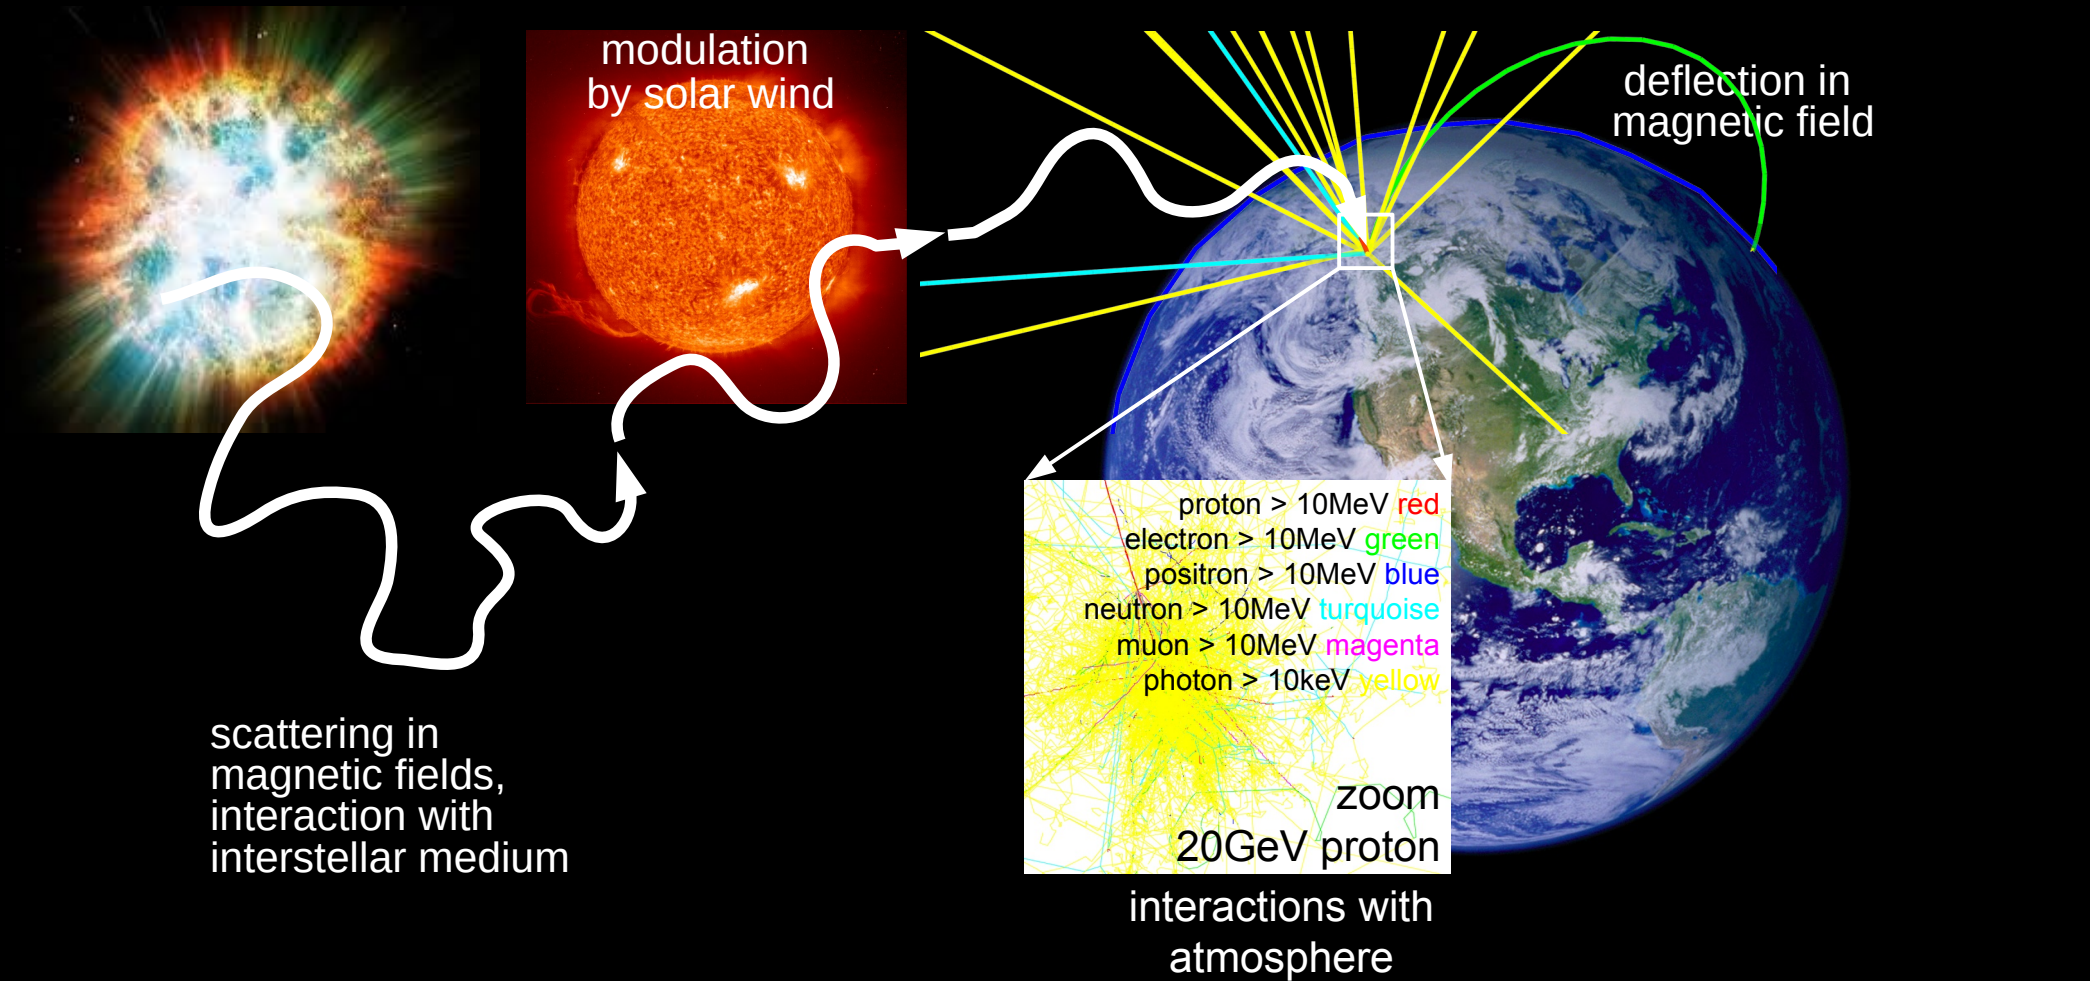 modulation
by solar wind
deflection in
magnetic field
scattering in
magnetic fields,
interaction with
interstellar medium
proton > 10MeV red
electron > 10MeV green
positron > 10MeV blue
neutron > 10MeV turquoise
muon > 10MeV magenta
photon > 10keV yellow
zoom
20GeV proton
interactions with
atmosphere